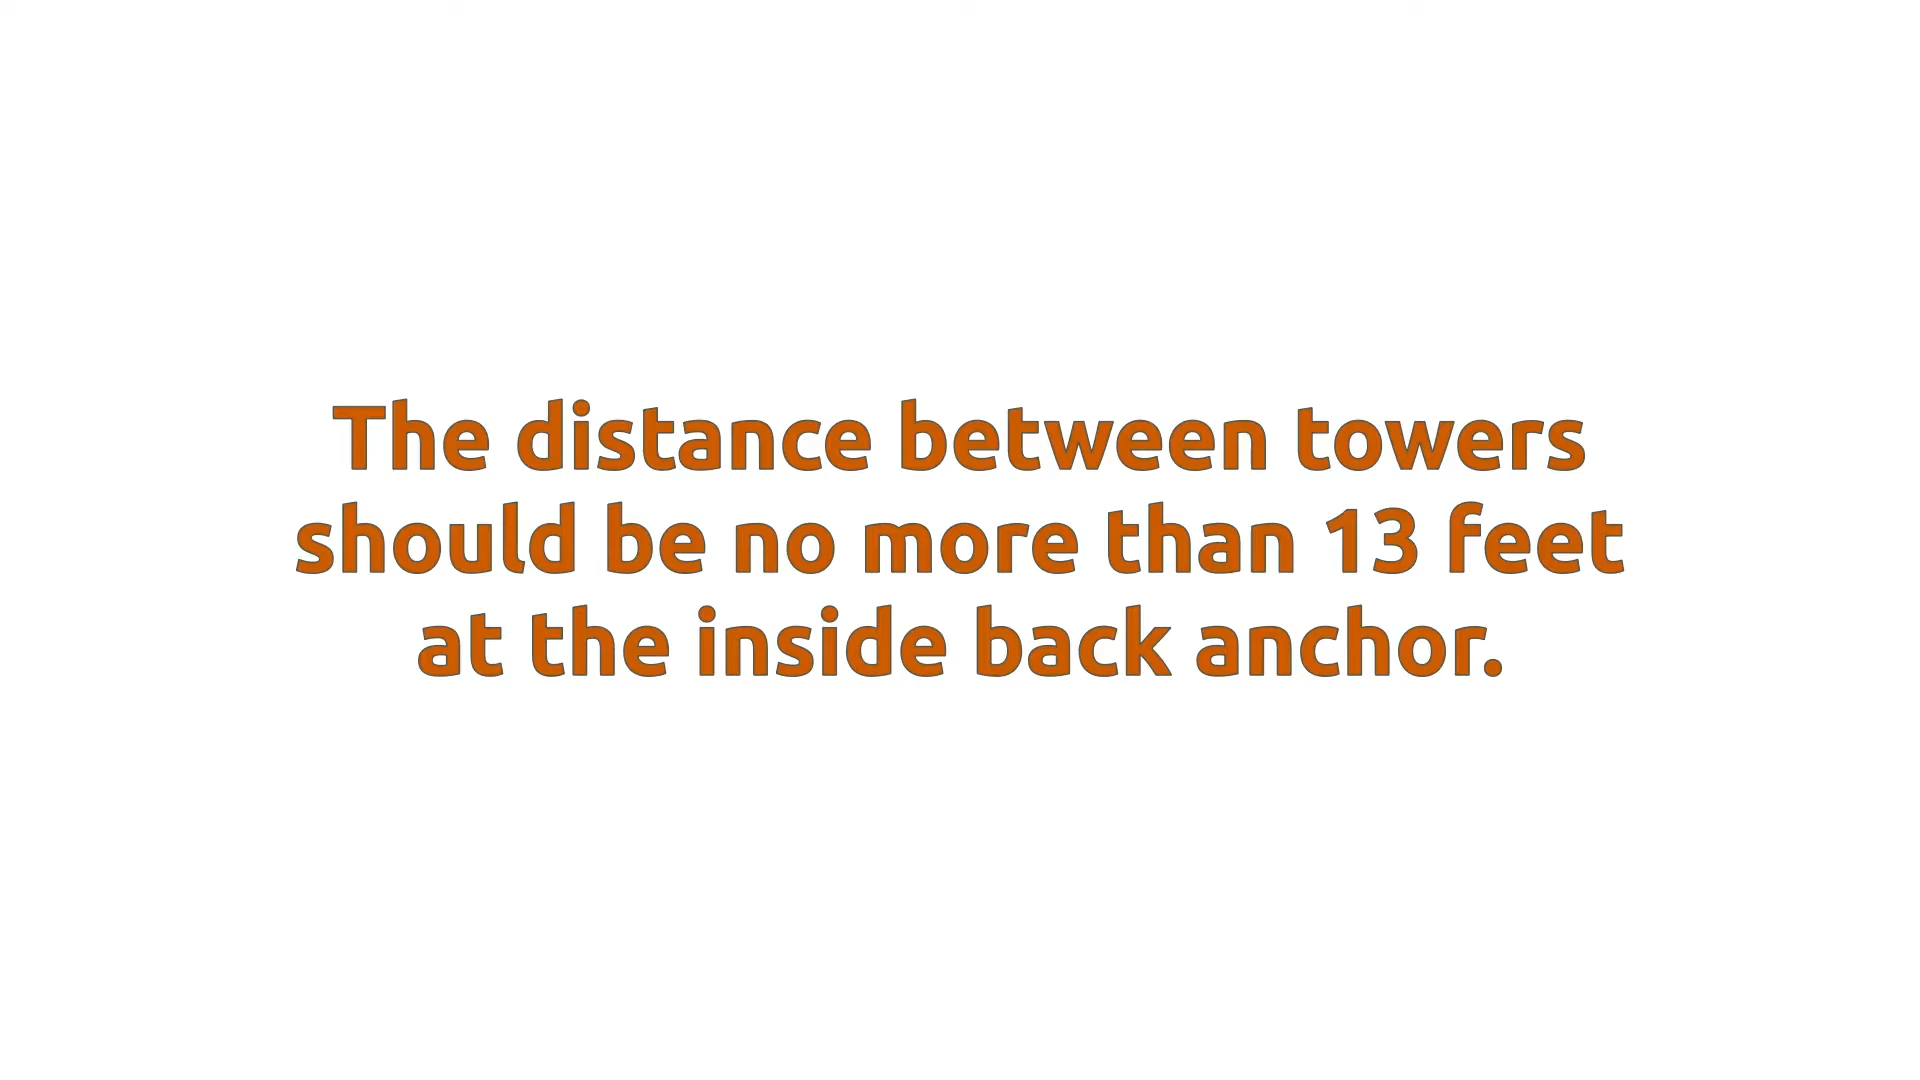 The distance between towers
should be no more than 13 feet
at the inside back anchor.